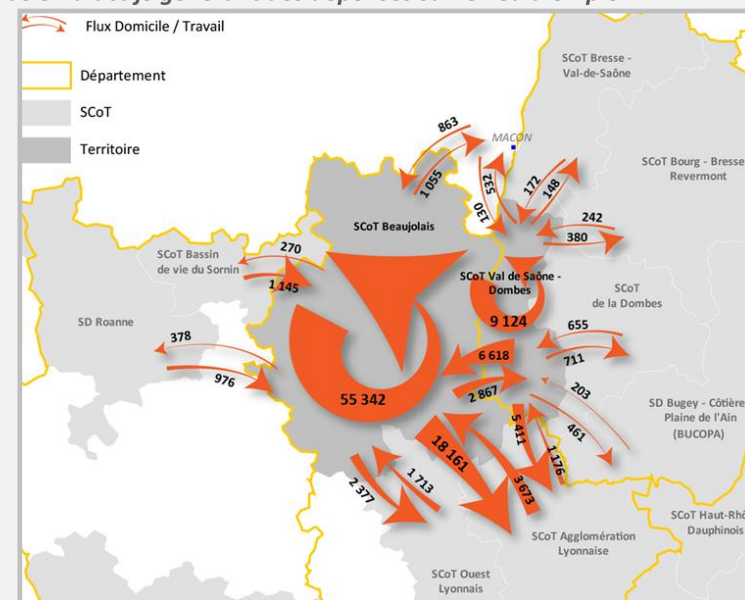 Flux Domicile / Travail
Département
SCoT
Territoire
SCoT Bresse -
Val-de-Saône
MACON
SCoT Bourg - Bresse
Revermont
863
1 055
532
130
172
148
242
380
SCoT Beaujolais
SCoT Bassin
de vie du Sornin
270
1 145
SCoT Val de Saône -
Dombes
9 124
SCoT
de la Dombes
SD Roanne
378
976
55 342
6 618
2 867
655
711
203
461
SD Bugey - Côtière
Plaine de l'Ain
(BUCOPA)
18 161
5 411
1 176
3 673
2 377
1 713
SCoT Agglomération
Lyonnaise
SCoT Haut-Rhô
Dauphinois
SCoT Ouest
Lyonnais